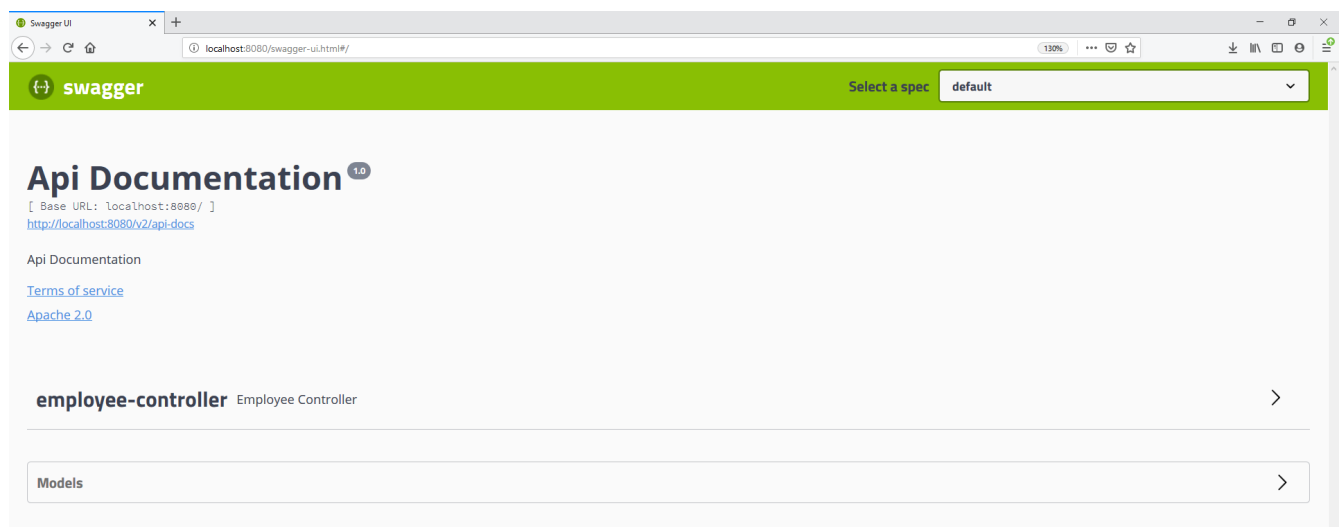 Swagger UI
localhost:8080/swagger-ui.html#/
130%
{...} swagger
Select a spec
default
Api Documentation 1.0
[ Base URL: localhost:8080/ ]
http://localhost:8080/v2/api-docs
Api Documentation
Terms of service
Apache 2.0
employee-controller Employee Controller
Models